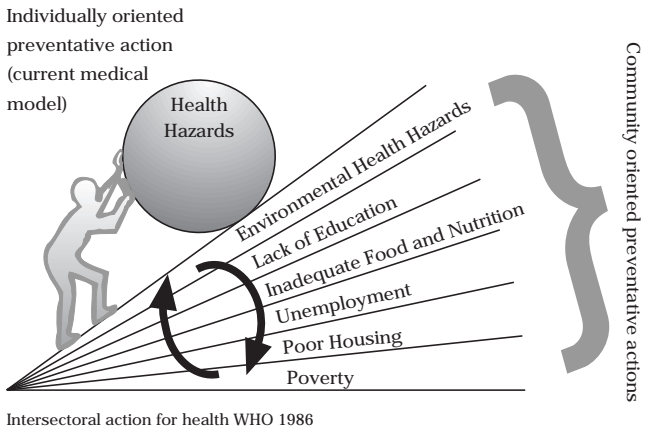 Individually oriented
preventative action
(current medical
model)
Health
Hazards
Environmental Health Hazards
Lack of Education
Inadequate Food and Nutrition
Unemployment
Poor Housing
Poverty
Community oriented preventative actions
Intersectoral action for health WHO 1986